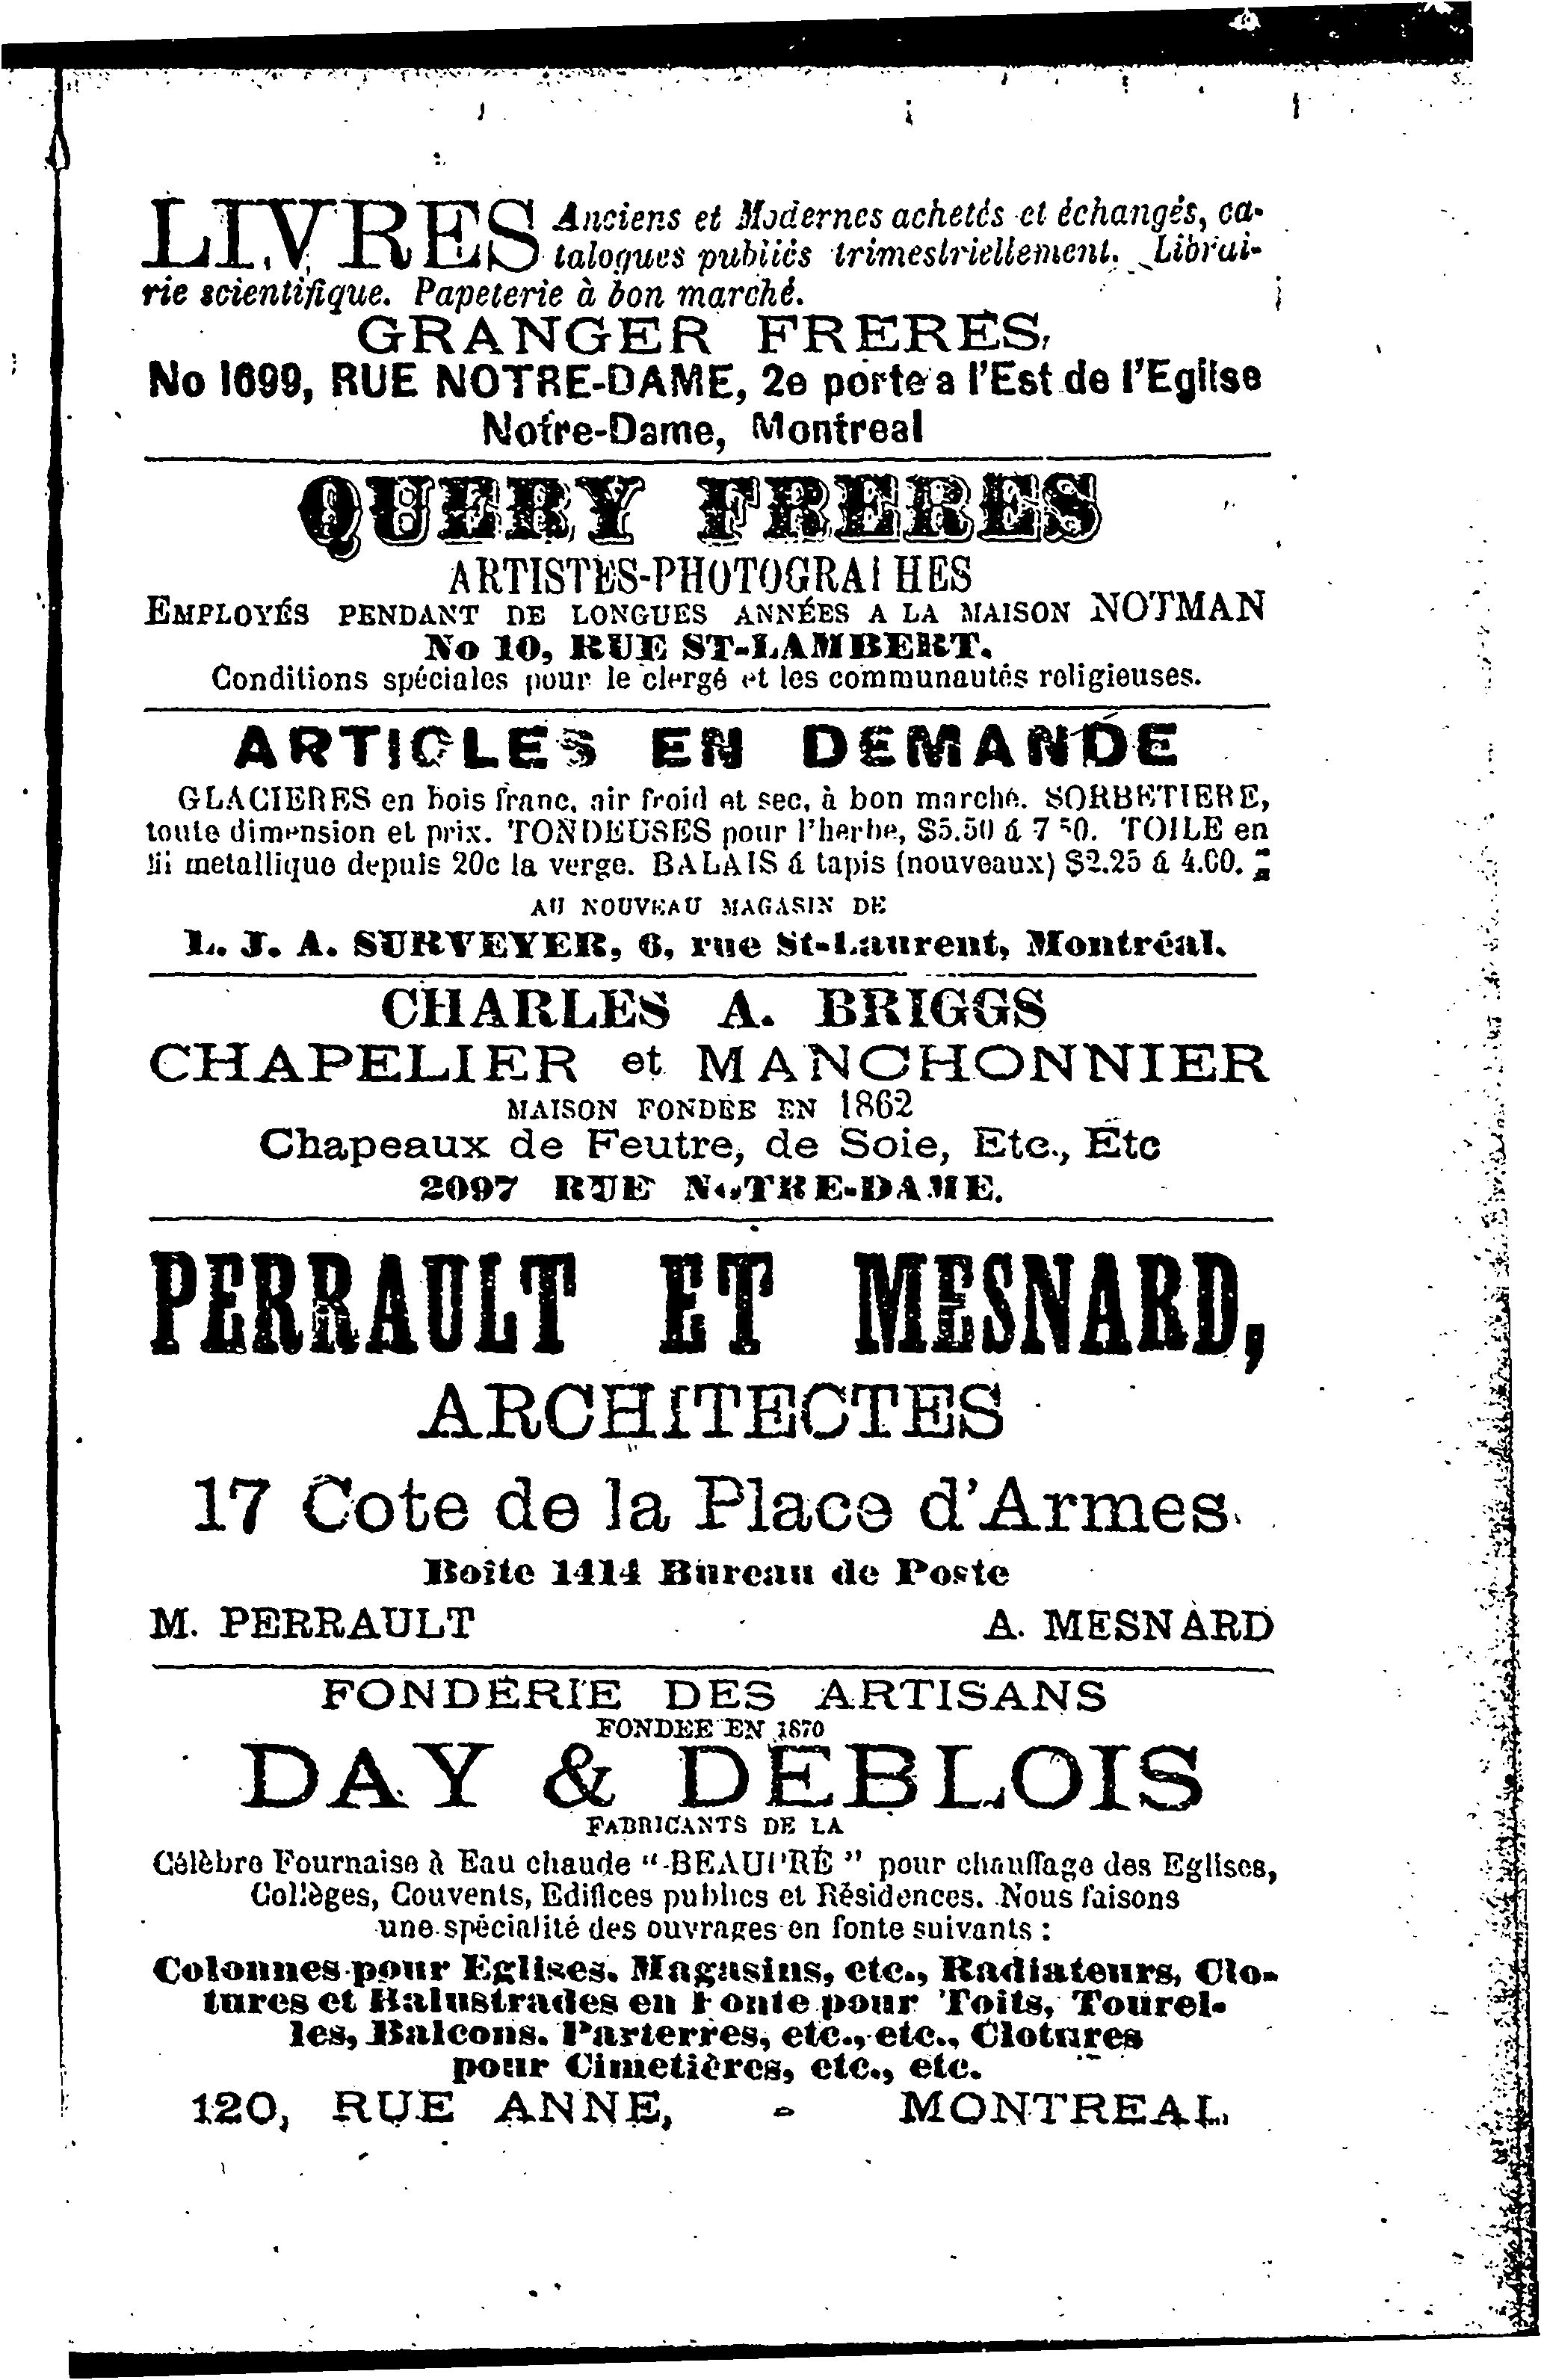 LIVRES Anciens et Modernes achetés et échangés, ca-
talogues publiés trimestriellement. Librai-
rie scientifique. Papeterie à bon marché.
GRANGER FRERES,
No 1699, RUE NOTRE-DAME, 2e porte a l'Est de l'Eglise
Notre-Dame, Montreal
QUERY FRERES
ARTISTES-PHOTOGRAPHES
EMPLOYÉS PENDANT DE LONGUES ANNÉES A LA MAISON NOTMAN
No 10, RUE ST-LAMBERT.
Conditions spéciales pour le clergé et les communautés religieuses.
ARTICLES EN DEMANDE
GLACIERES en bois franc, air froid et sec, à bon marché. SORBETIERE,
toute dimension et prix. TONDEUSES pour l'herbe, $5.50 á 7 50. TOILE en
fil metallique depuis 20c la verge. BALAIS á tapis (nouveaux) $2.25 á 4.00.
AU NOUVEAU MAGASIN DE
L. J. A. SURVEYER, 6, rue St-Laurent, Montréal.
CHARLES A. BRIGGS
CHAPELIER et MANCHONNIER
MAISON FONDEE EN 1862
Chapeaux de Feutre, de Soie, Etc., Etc
2097 RUE NOTRE-DAME.
PERRAULT ET MESNARD,
ARCHITECTES
17 Cote de la Place d'Armes.
Boîte 1414 Bureau de Poste
M. PERRAULT A. MESNARD
FONDERIE DES ARTISANS
FONDEE EN 1870
DAY & DEBLOIS
FABRICANTS DE LA
Célèbre Fournaise à Eau chaude "BEAUPRÉ" pour chauffage des Eglises,
Collèges, Couvents, Edifices publics et Résidences. Nous faisons
une spécialité des ouvrages en fonte suivants :
Colonnes pour Eglises. Magasins, etc., Radiateurs, Clo-
tures et Balustrades en Fonte pour Toits, Tourel-
les, Balcons. Parterres, etc., etc., Clotures
pour Cimetières, etc., etc.
120, RUE ANNE, - MONTREAL.